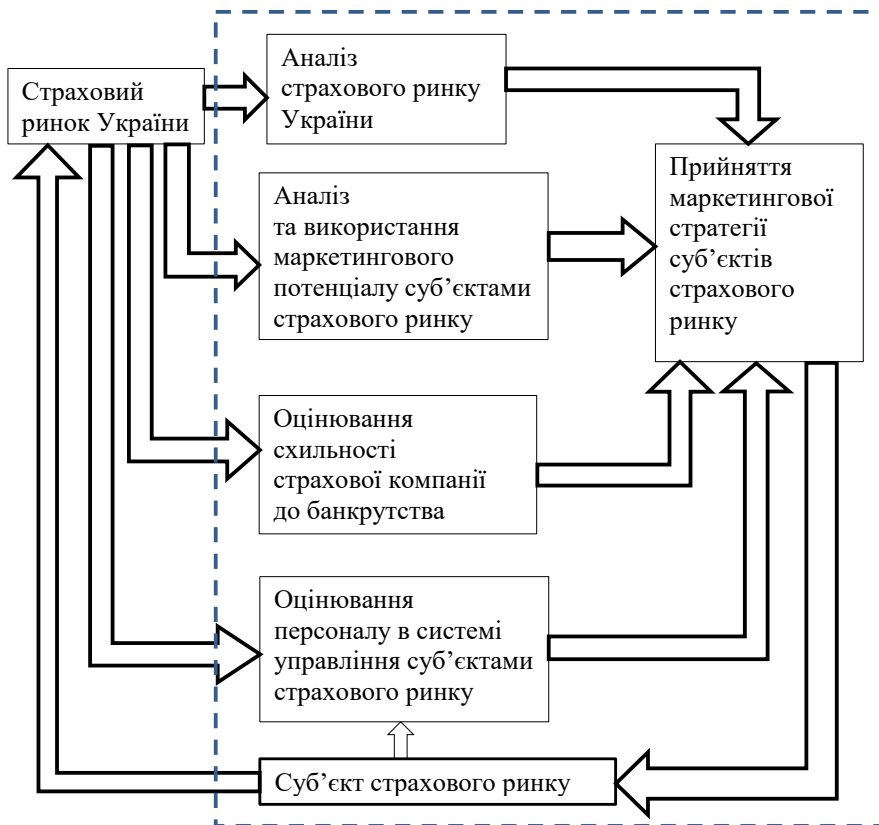 Страховий
ринок України
Аналіз
страхового ринку
України
Аналіз
та використання
маркетингового
потенціалу суб’єктами
страхового ринку
Прийняття
маркетингової
стратегії
суб’єктів
страхового
ринку
Оцінювання
схильності
страхової компанії
до банкрутства
Оцінювання
персоналу в системі
управління суб’єктами
страхового ринку
Суб’єкт страхового ринку